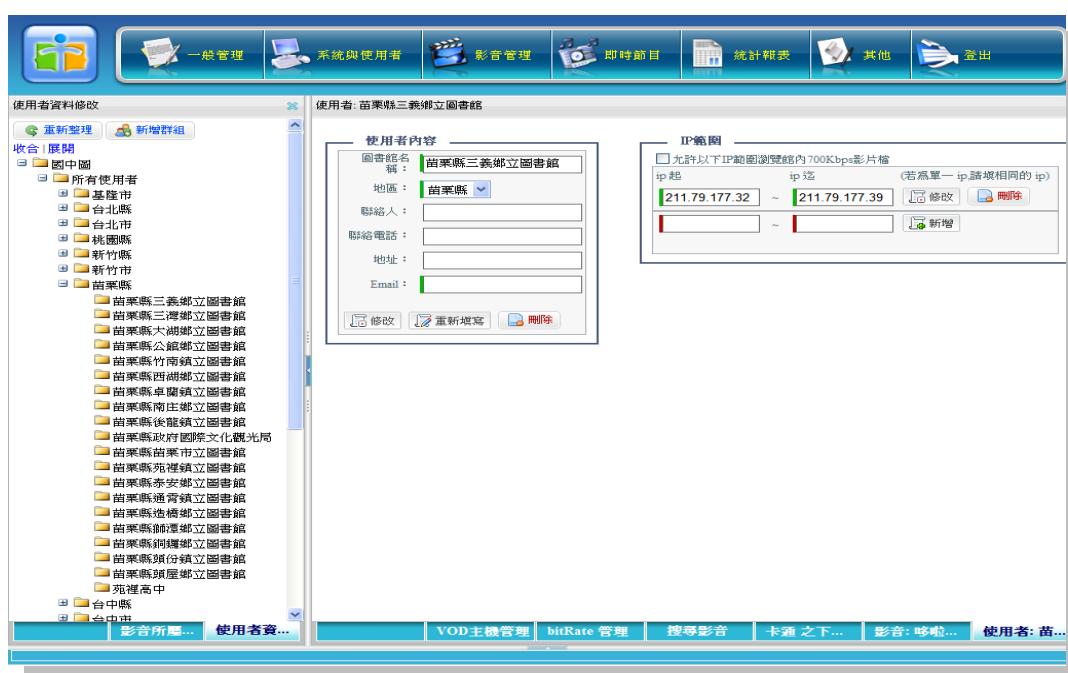 一般管理 系統與使用者 影音管理 即時節目 統計報表 其他 登出
使用者資料修改
重新整理 新增群組
收合 | 展開
國中圖
所有使用者
基隆市
台北縣
台北市
桃園縣
新竹縣
新竹市
苗栗縣
苗栗縣三義鄉立圖書館
苗栗縣三灣鄉立圖書館
苗栗縣大湖鄉立圖書館
苗栗縣公館鄉立圖書館
苗栗縣竹南鎮立圖書館
苗栗縣西湖鄉立圖書館
苗栗縣卓蘭鎮立圖書館
苗栗縣南庄鄉立圖書館
苗栗縣後龍鎮立圖書館
苗栗縣政府國際文化觀光局
苗栗縣苗栗市立圖書館
苗栗縣苑裡鎮立圖書館
苗栗縣泰安鄉立圖書館
苗栗縣通霄鎮立圖書館
苗栗縣造橋鄉立圖書館
苗栗縣獅潭鄉立圖書館
苗栗縣銅鑼鄉立圖書館
苗栗縣頭份鎮立圖書館
苗栗縣頭屋鄉立圖書館
苑裡高中
台中縣
台中市
影音所屬... 使用者資...
使用者: 苗栗縣三義鄉立圖書館
使用者內容
圖書館名稱： 苗栗縣三義鄉立圖書館
地區： 苗栗縣
聯絡人：
聯絡電話：
地址：
Email：
修改 重新填寫 刪除
IP範圍
允許以下IP範圍瀏覽館內700Kbps影片檔
ip 起 ip 迄 (若為單一 ip,請填相同的 ip)
211.79.177.32 ~ 211.79.177.39 修改 刪除
~ 新增
VOD主機管理 bitRate 管理 搜尋影音 卡通 之下... 影音: 哆啦... 使用者: 苗...